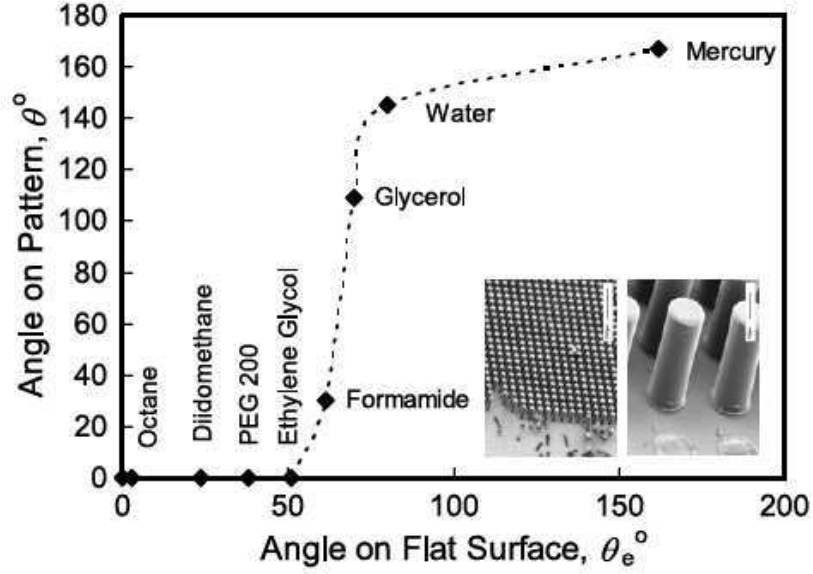 180
160
140
120
100
80
60
40
20
0
Angle on Pattern, θ°
Mercury
Water
Glycerol
Formamide
Octane
Diidomethane
PEG 200
Ethylene Glycol
0
50
100
150
200
Angle on Flat Surface, θe°